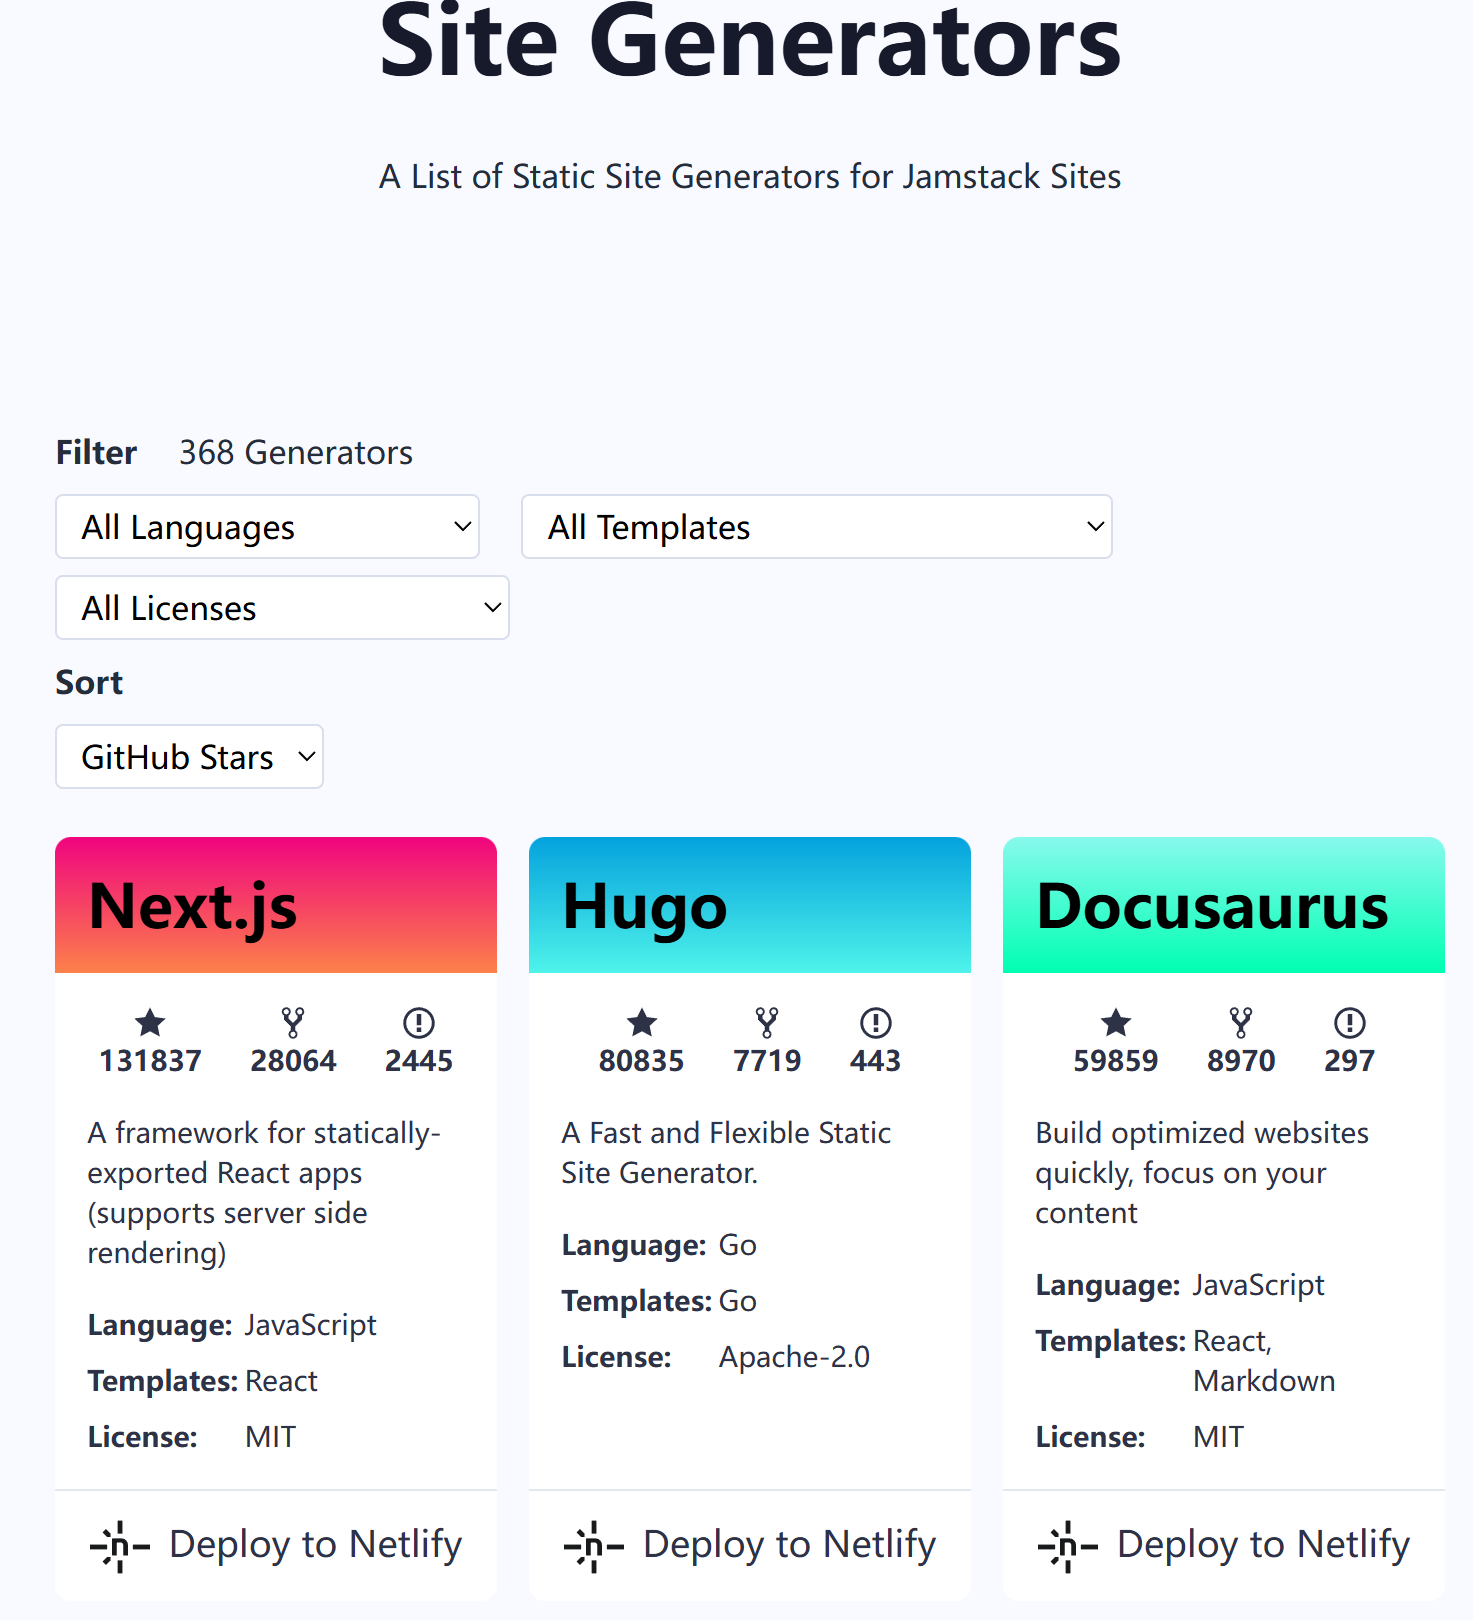 Site Generators
A List of Static Site Generators for Jamstack Sites
Filter 368 Generators
All Languages All Templates
All Licenses
Sort
GitHub Stars
Next.js
131837 28064 2445
A framework for statically-
exported React apps
(supports server side
rendering)
Language: JavaScript
Templates: React
License: MIT
Deploy to Netlify
Hugo
80835 7719 443
A Fast and Flexible Static
Site Generator.
Language: Go
Templates: Go
License: Apache-2.0
Deploy to Netlify
Docusaurus
59859 8970 297
Build optimized websites
quickly, focus on your
content
Language: JavaScript
Templates: React,
Markdown
License: MIT
Deploy to Netlify